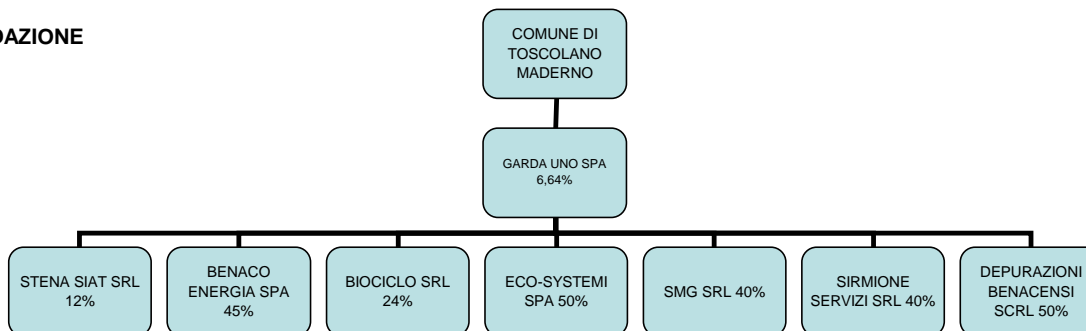 DAZIONE
COMUNE DI
TOSCOLANO
MADERNO
GARDA UNO SPA
6,64%
STENA SIAT SRL
12%
BENACO
ENERGIA SPA
45%
BIOCICLO SRL
24%
ECO-SYSTEMI
SPA 50%
SMG SRL 40%
SIRMIONE
SERVIZI SRL 40%
DEPURAZIONI
BENACENSI
SCRL 50%